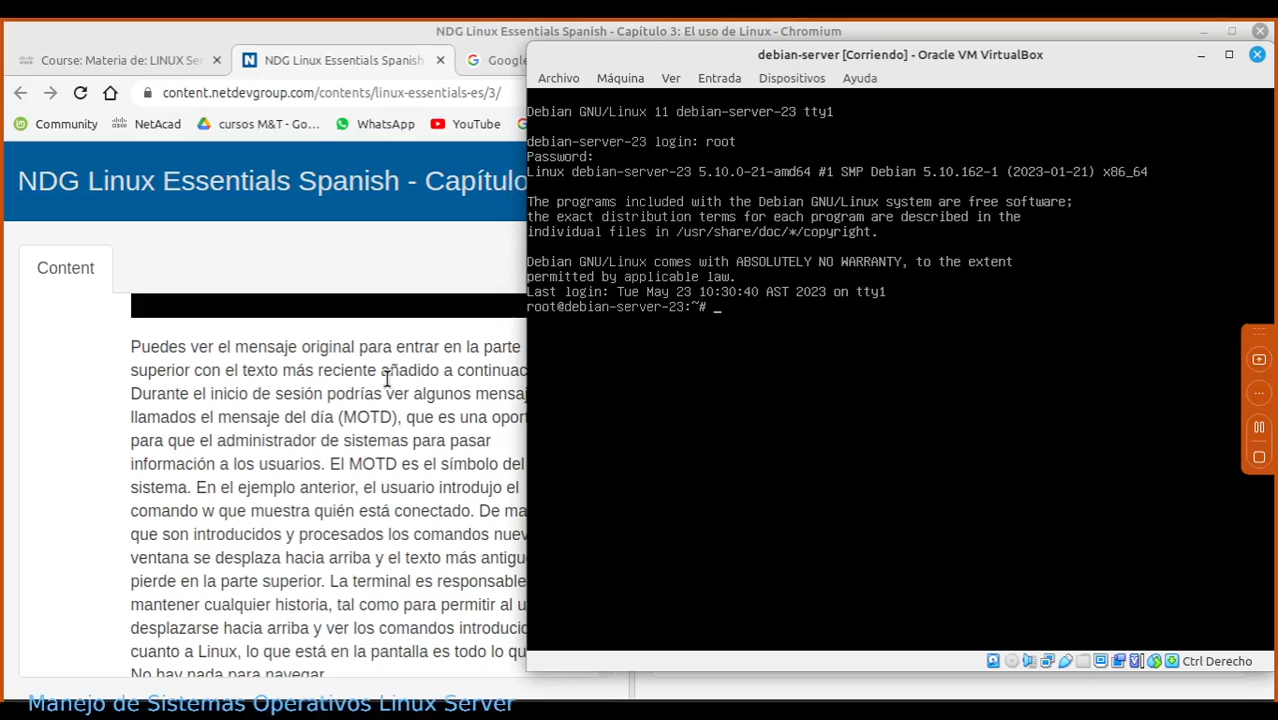 NDG Linux Essentials Spanish - Capítulo 3: El uso de Linux - Chromium
Course: Materia de: LINUX Ser
NDG Linux Essentials Spanish
Google
content.netdevgroup.com/contents/linux-essentials-es/3/
Community
NetAcad
cursos M&T - Go...
WhatsApp
YouTube
NDG Linux Essentials Spanish - Capítulo
Content
Puedes ver el mensaje original para entrar en la parte
superior con el texto más reciente añadido a continuac
Durante el inicio de sesión podrías ver algunos mensaj
llamados el mensaje del día (MOTD), que es una oport
para que el administrador de sistemas para pasar
información a los usuarios. El MOTD es el símbolo del
sistema. En el ejemplo anterior, el usuario introdujo el
comando w que muestra quién está conectado. De ma
que son introducidos y procesados los comandos nuev
ventana se desplaza hacia arriba y el texto más antigu
pierde en la parte superior. La terminal es responsable
mantener cualquier historia, tal como para permitir al u
desplazarse hacia arriba y ver los comandos introducid
cuanto a Linux, lo que está en la pantalla es todo lo qu
No hay nada para navegar.
debian-server [Corriendo] - Oracle VM VirtualBox
Archivo Máquina Ver Entrada Dispositivos Ayuda
Debian GNU/Linux 11 debian-server-23 tty1
debian-server-23 login: root
Password:
Linux debian-server-23 5.10.0-21-amd64 #1 SMP Debian 5.10.162-1 (2023-01-21) x86_64
The programs included with the Debian GNU/Linux system are free software;
the exact distribution terms for each program are described in the
individual files in /usr/share/doc/*/copyright.
Debian GNU/Linux comes with ABSOLUTELY NO WARRANTY, to the extent
permitted by applicable law.
Last login: Tue May 23 10:30:40 AST 2023 on tty1
root@debian-server-23:~# _
Ctrl Derecho
Manejo de Sistemas Operativos Linux Server